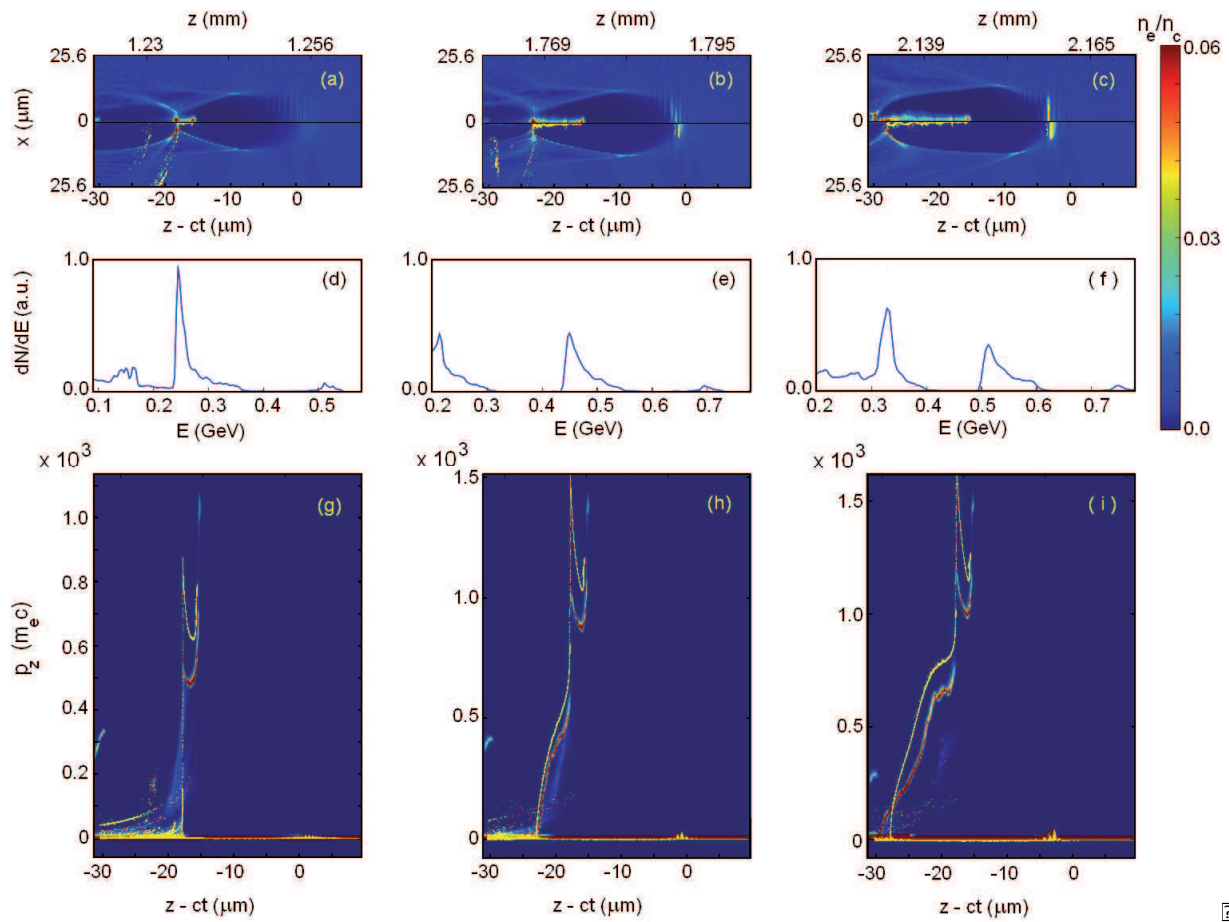 z (mm) z (mm) z (mm) n_e/n_c
1.23 1.256 1.769 1.795 2.139 2.165 0.06
25.6 25.6 25.6
(a) (b) (c)
x (μm) 0 0 0
25.6 25.6 25.6
-30 -20 -10 0 -30 -20 -10 0 -30 -20 -10 0
z - ct (μm) z - ct (μm) z - ct (μm)
0.03
1.0 1.0 1.0
(d) (e) ( f )
dN/dE (a.u.)
0.0 0.0 0.0
0.1 0.2 0.3 0.4 0.5 0.2 0.3 0.4 0.5 0.6 0.7 0.2 0.3 0.4 0.5 0.6 0.7
E (GeV) E (GeV) E (GeV)
0.0
x 10³ x 10³ x 10³
(g) (h) ( i )
1.0 0.8 0.6 0.4 0.2 0
p_z (m_e c)
1.5 1.0 0.5 0
1.5 1.0 0.5 0
-30 -20 -10 0 -30 -20 -10 0 -30 -20 -10 0
z - ct (μm) z - ct (μm) z - ct (μm)